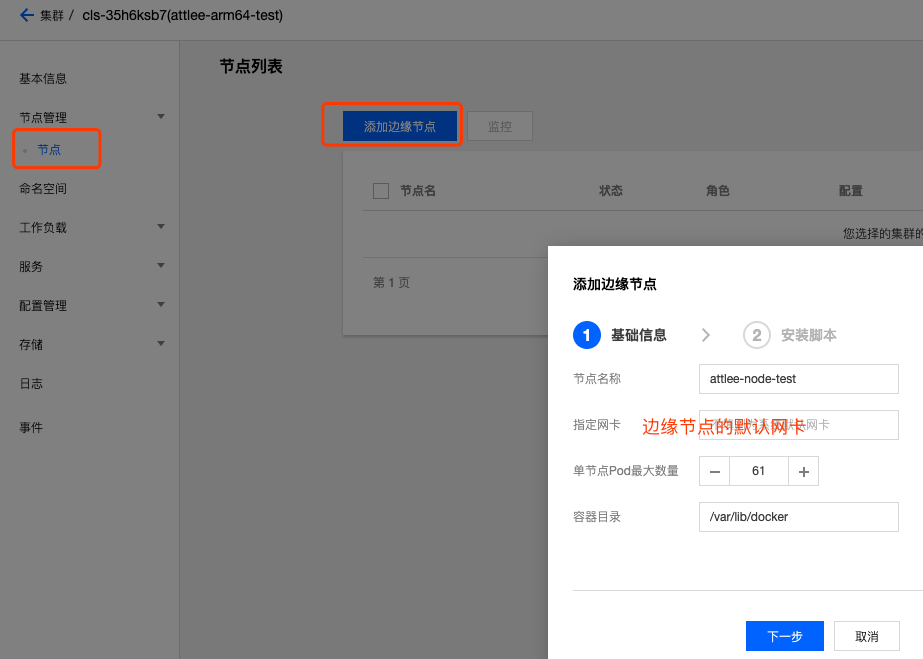 集群 / cls-35h6ksb7(attlee-arm64-test)
节点列表
基本信息
节点管理
节点
命名空间
工作负载
服务
配置管理
存储
日志
事件
添加边缘节点 监控
节点名 状态 角色 配置
您选择的集群的
第 1 页
添加边缘节点
1 基础信息 2 安装脚本
节点名称 attlee-node-test
指定网卡 边缘节点的默认网卡
单节点Pod最大数量 61
容器目录 /var/lib/docker
下一步 取消